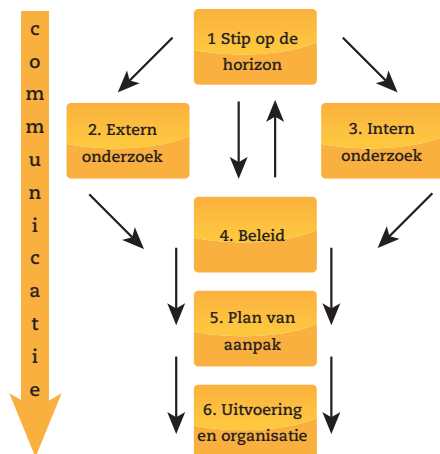 communicatie
1 Stip op de
horizon
2. Extern
onderzoek
3. Intern
onderzoek
4. Beleid
5. Plan van
aanpak
6. Uitvoering
en organisatie